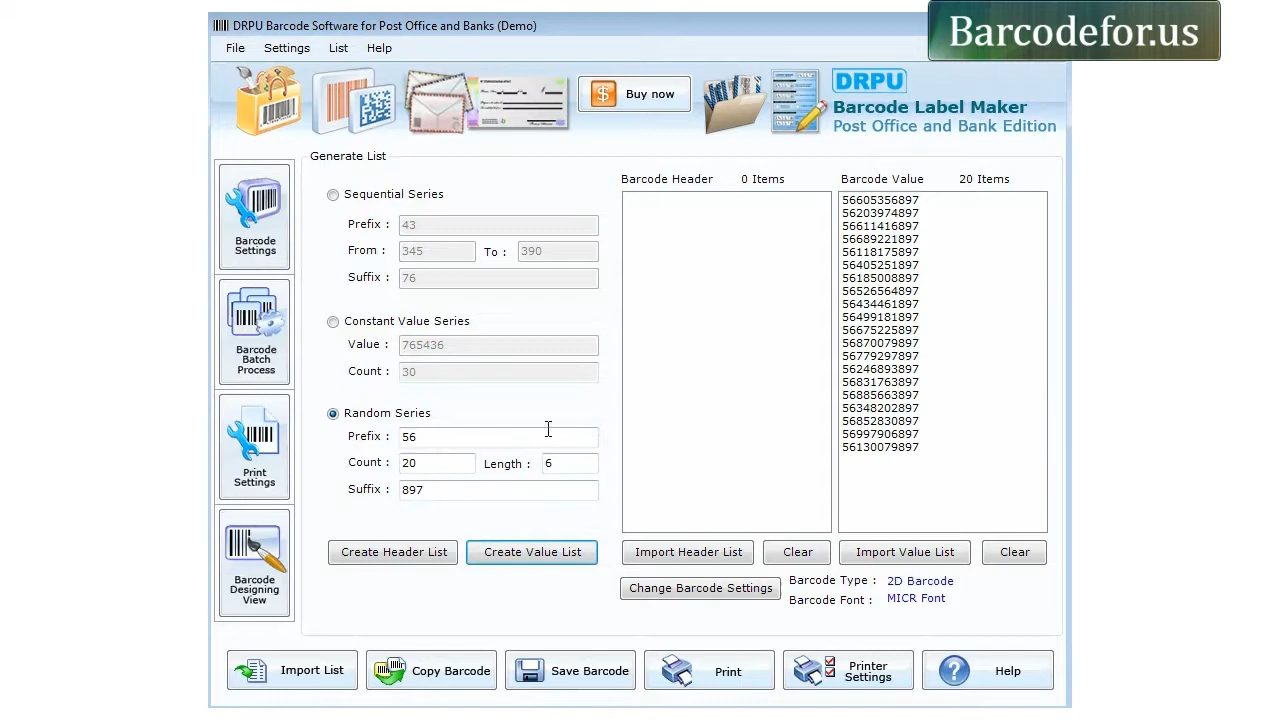 DRPU Barcode Software for Post Office and Banks (Demo)
Barcodefor.us
File Settings List Help
Buy now
DRPU
Barcode Label Maker
Post Office and Bank Edition
Barcode Settings
Barcode Batch Process
Print Settings
Barcode Designing View
Generate List
Sequential Series
Prefix : 43
From : 345 To : 390
Suffix : 76
Constant Value Series
Value : 765436
Count : 30
Random Series
Prefix : 56
Count : 20 Length : 6
Suffix : 897
Create Header List Create Value List
Barcode Header 0 Items
Barcode Value 20 Items
56605356897
56203974897
56611416897
56689221897
56118175897
56405251897
56185008897
56526564897
56434461897
56499181897
56675225897
56870079897
56779297897
56246893897
56831763897
56885663897
56348202897
56852830897
56997906897
56130079897
Import Header List Clear Import Value List Clear
Change Barcode Settings
Barcode Type : 2D Barcode
Barcode Font : MICR Font
Import List Copy Barcode Save Barcode Print Printer Settings Help